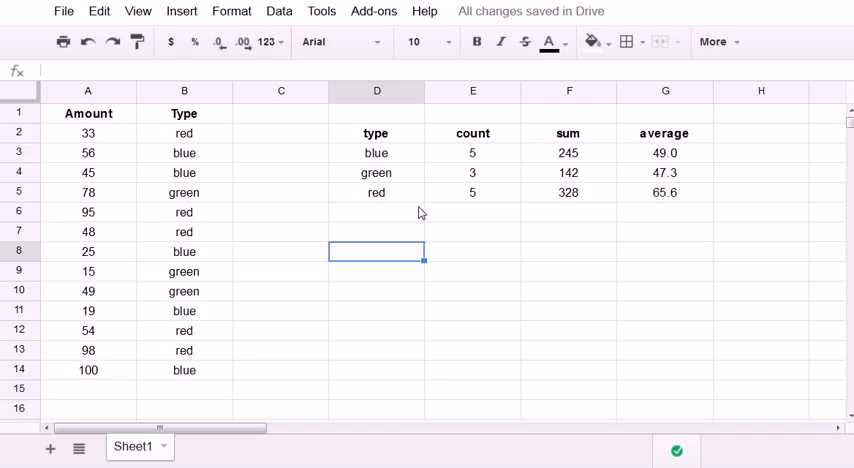 File Edit View Insert Format Data Tools Add-ons Help All changes saved in Drive
$ % .0 .00 123 Arial 10 B I S A More
fx
A B C D E F G H
1 Amount Type
2 33 red type count sum average
3 56 blue blue 5 245 49.0
4 45 blue green 3 142 47.3
5 78 green red 5 328 65.6
6 95 red
7 48 red
8 25 blue
9 15 green
10 49 green
11 19 blue
12 54 red
13 98 red
14 100 blue
15
16
Sheet1